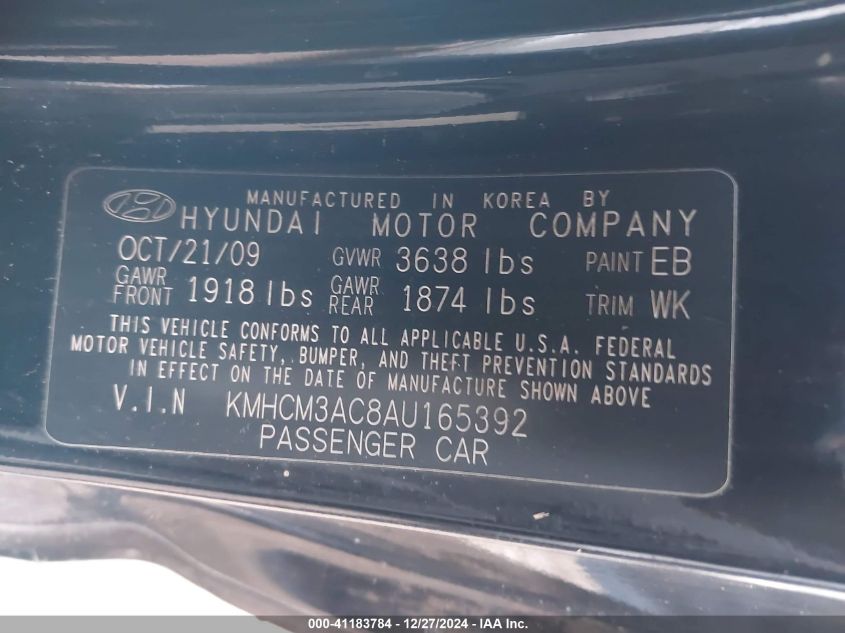 MANUFACTURED IN KOREA BY
HYUNDAI MOTOR COMPANY
OCT/21/09 GVWR 3638 lbs PAINT EB
GAWR FRONT 1918 lbs GAWR REAR 1874 lbs TRIM WK
THIS VEHICLE CONFORMS TO ALL APPLICABLE U.S.A. FEDERAL
MOTOR VEHICLE SAFETY, BUMPER, AND THEFT PREVENTION STANDARDS
IN EFFECT ON THE DATE OF MANUFACTURE SHOWN ABOVE
V.I.N KMHCM3AC8AU165392
PASSENGER CAR
000-41183784 - 12/27/2024 - IAA Inc.